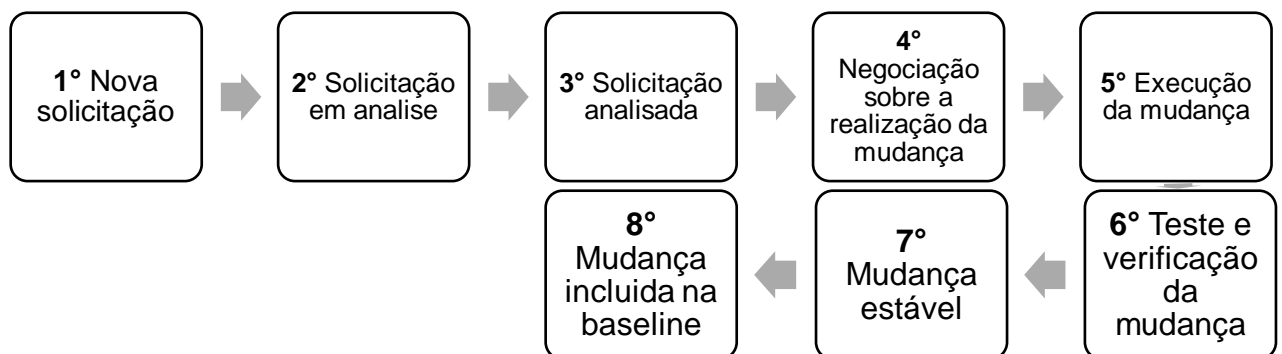 1° Nova
solicitação
2° Solicitação
em analise
3° Solicitação
analisada
4°
Negociação
sobre a
realização da
mudança
5° Execução
da mudança
6° Teste e
verificação
da
mudança
7°
Mudança
estável
8°
Mudança
incluida na
baseline